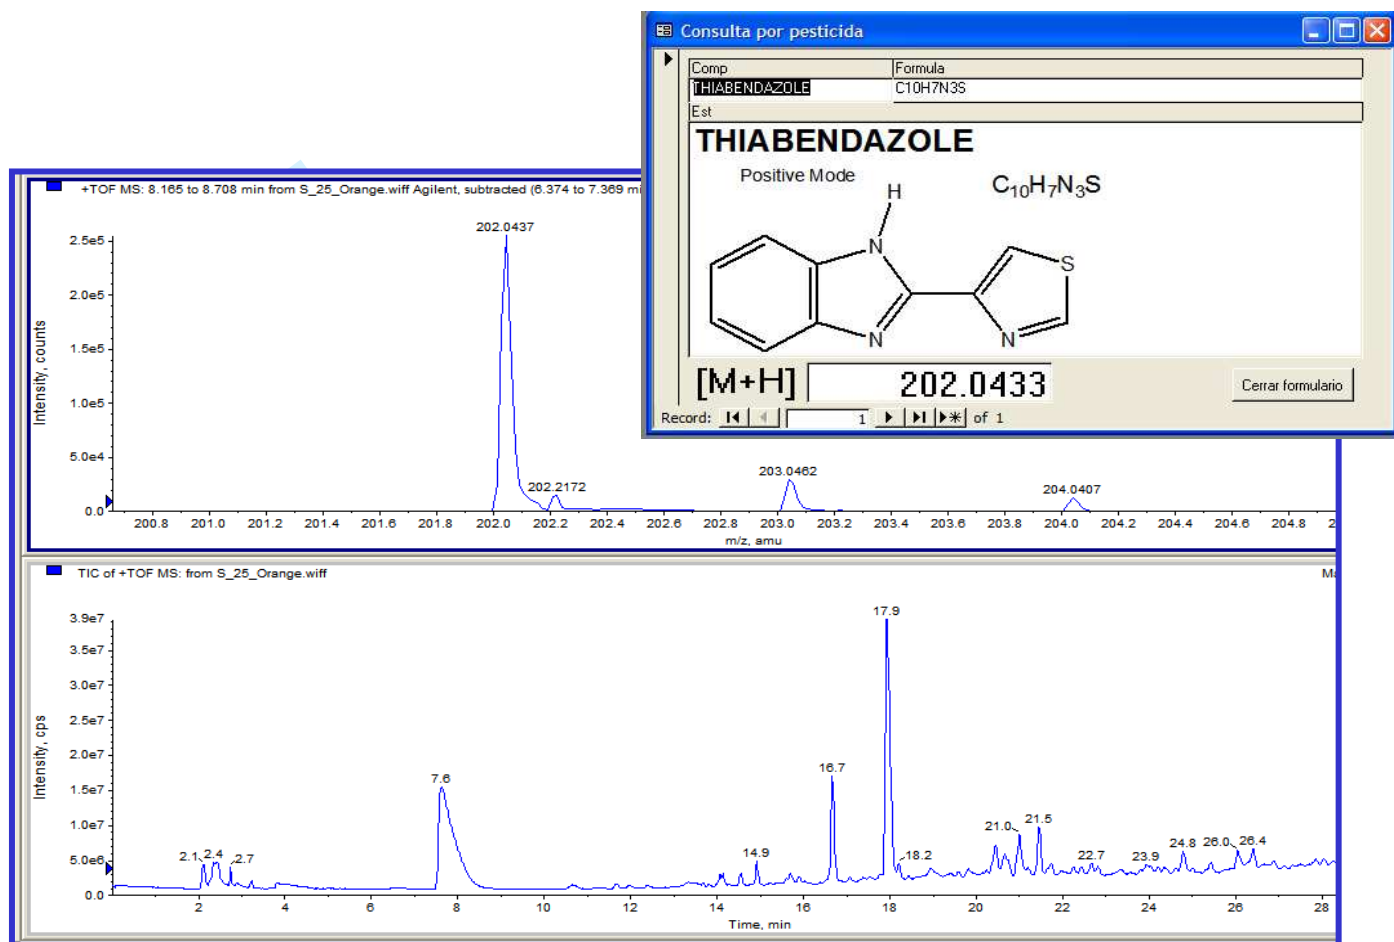 Consulta por pesticida
Comp Formula
THIABENDAZOLE C10H7N3S
Est
THIABENDAZOLE
Positive Mode C10H7N3S
H
N
S
N
N
[M+H] 202.0433
Cerrar formulario
Record: 1 of 1
+TOF MS: 8.165 to 8.708 min from S_25_Orange.wiff Agilent, subtracted (6.374 to 7.369 mi
202.0437
2.5e5
2.0e5
1.5e5
1.0e5
5.0e4
0.0
Intensity, counts
202.2172
203.0462
204.0407
200.8 201.0 201.2 201.4 201.6 201.8 202.0 202.2 202.4 202.6 202.8 203.0 203.2 203.4 203.6 203.8 204.0 204.2 204.4 204.6 204.8 2
m/z, amu
TIC of +TOF MS: from S_25_Orange.wiff
3.9e7
3.5e7
3.0e7
2.5e7
2.0e7
1.5e7
1.0e7
5.0e6
0.0
Intensity, cps
2.1 2.4 2.7
7.6
14.9
16.7
17.9
18.2
21.0
21.5
22.7
23.9
24.8
26.0
26.4
2 4 6 8 10 12 14 16 18 20 22 24 26 28
Time, min